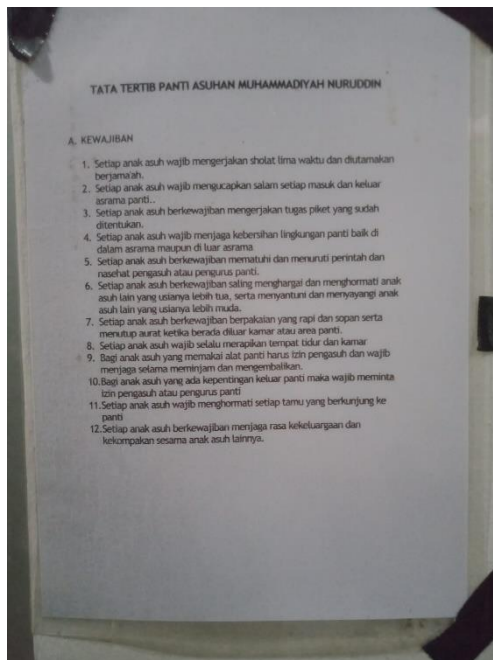 TATA TERTIB PANTI ASUHAN MUHAMMADIYAH NURUDDIN
A. KEWAJIBAN
1. Setiap anak asuh wajib mengerjakan sholat lima waktu dan diutamakan
berjama'ah.
2. Setiap anak asuh wajib mengucapkan salam setiap masuk dan keluar
asrama panti..
3. Setiap anak asuh berkewajiban mengerjakan tugas piket yang sudah
ditentukan.
4. Setiap anak asuh wajib menjaga kebersihan lingkungan panti baik di
dalam asrama maupun di luar asrama
5. Setiap anak asuh berkewajiban mematuhi dan menuruti perintah dan
nasehat pengasuh atau pengurus panti.
6. Setiap anak asuh berkewajiban saling menghargai dan menghormati anak
asuh lain yang usianya lebih tua, serta menyantuni dan menyayangi anak
asuh lain yang usianya lebih muda.
7. Setiap anak asuh berkewajiban berpakaian yang rapi dan sopan serta
menutup aurat ketika berada diluar kamar atau area panti.
8. Setiap anak asuh wajib selalu merapikan tempat tidur dan kamar
9. Bagi anak asuh yang memakai alat panti harus izin pengasuh dan wajib
menjaga selama meminjam dan mengembalikan.
10.Bagi anak asuh yang ada kepentingan keluar panti maka wajib meminta
izin pengasuh atau pengurus panti
11.Setiap anak asuh wajib menghormati setiap tamu yang berkunjung ke
panti
12.Setiap anak asuh berkewajiban menjaga rasa kekeluargaan dan
kekompakan sesama anak asuh lainnya.